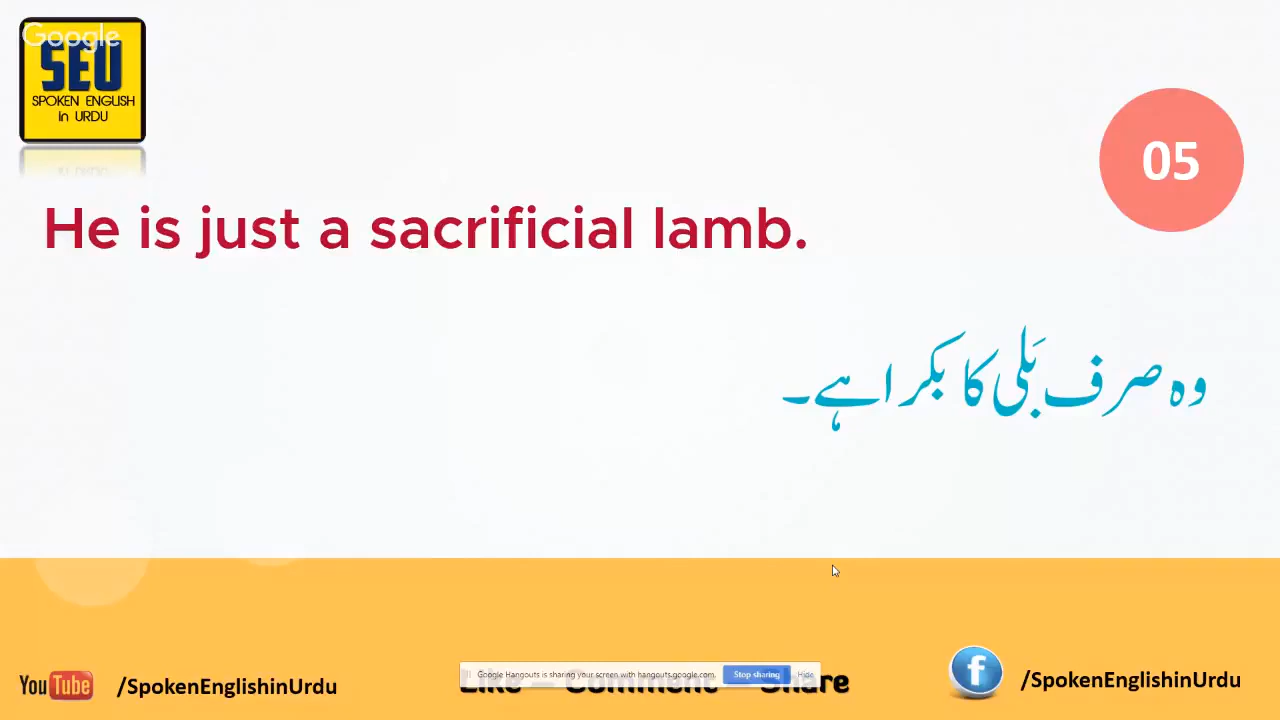 Google
SEU
SPOKEN ENGLISH
in URDU
05
He is just a sacrificial lamb.
وہ صرف بَلی کا بکرا ہے۔
Google Hangouts is sharing your screen with hangouts.google.com.
Stop sharing
Hide
Like – Comment – Share
YouTube
/SpokenEnglishinUrdu
f
/SpokenEnglishinUrdu